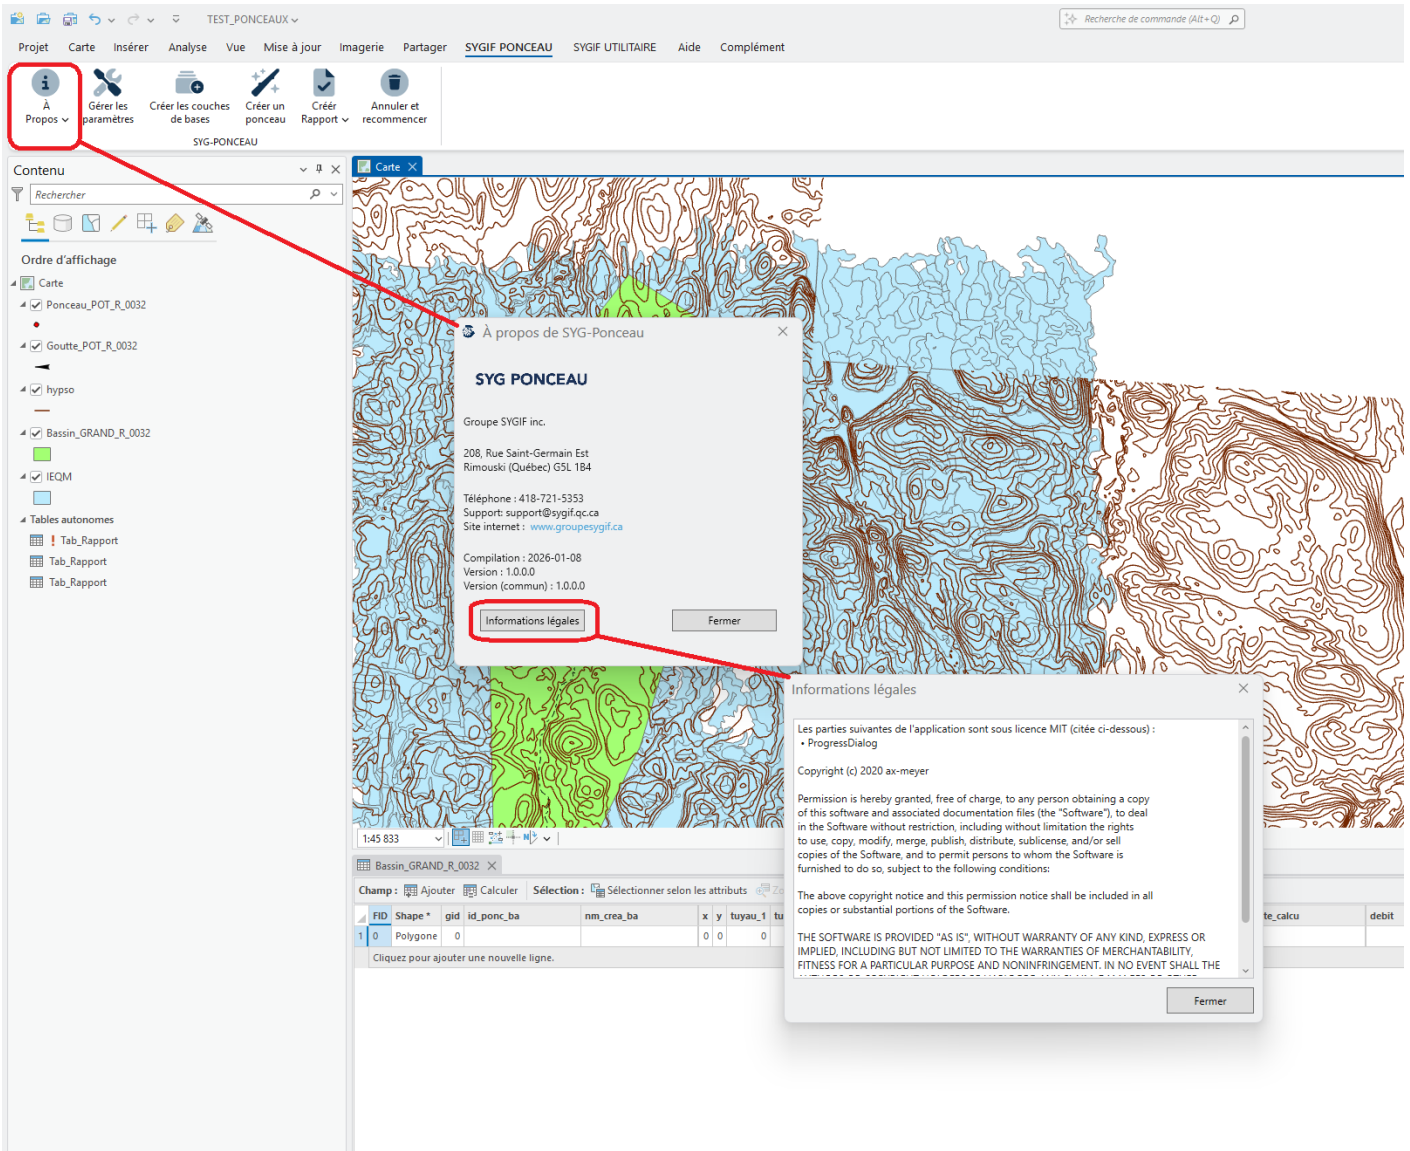 TEST_PONCEAUX
Recherche de commande (Alt+Q)
Projet Carte Insérer Analyse Vue Mise à jour Imagerie Partager SYGIF PONCEAU SYGIF UTILITAIRE Aide Complément
À Propos
Gérer les paramètres
Créer les couches de bases
Créer un ponceau
Créér Rapport
Annuler et recommencer
SYG-PONCEAU
Contenu
Rechercher
Ordre d'affichage
Carte
Ponceau_POT_R_0032
Goutte_POT_R_0032
hypso
Bassin_GRAND_R_0032
IEQM
Tables autonomes
Tab_Rapport
Tab_Rapport
Tab_Rapport
Carte
À propos de SYG-Ponceau
SYG PONCEAU
Groupe SYGIF inc.
208, Rue Saint-Germain Est
Rimouski (Québec) G5L 1B4
Téléphone : 418-721-5353
Support: support@sygif.qc.ca
Site internet : www.groupesygif.ca
Compilation : 2026-01-08
Version : 1.0.0.0
Version (commun) : 1.0.0.0
Informations légales Fermer
Informations légales
Les parties suivantes de l'application sont sous licence MIT (citée ci-dessous) :
• ProgressDialog
Copyright (c) 2020 ax-meyer
Permission is hereby granted, free of charge, to any person obtaining a copy
of this software and associated documentation files (the "Software"), to deal
in the Software without restriction, including without limitation the rights
to use, copy, modify, merge, publish, distribute, sublicense, and/or sell
copies of the Software, and to permit persons to whom the Software is
furnished to do so, subject to the following conditions:
The above copyright notice and this permission notice shall be included in all
copies or substantial portions of the Software.
THE SOFTWARE IS PROVIDED "AS IS", WITHOUT WARRANTY OF ANY KIND, EXPRESS OR
IMPLIED, INCLUDING BUT NOT LIMITED TO THE WARRANTIES OF MERCHANTABILITY,
FITNESS FOR A PARTICULAR PURPOSE AND NONINFRINGEMENT. IN NO EVENT SHALL THE
Fermer
1:45 833
Bassin_GRAND_R_0032
Champ : Ajouter Calculer Sélection : Sélectionner selon les attributs
FID Shape * gid id_ponc_ba nm_crea_ba x y tuyau_1 tu te_calcu debit
1 0 Polygone 0 0 0 0
Cliquez pour ajouter une nouvelle ligne.